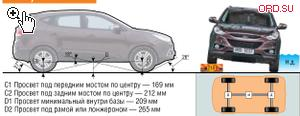 ORD.SU
28°
н.д.
C1 Просвет под передним мостом по центру — 169 мм
C2 Просвет под задним мостом по центру — 212 мм
D1 Просвет минимальный внутри базы — 209 мм
D2 Просвет под рамой или лонжероном — 265 мм